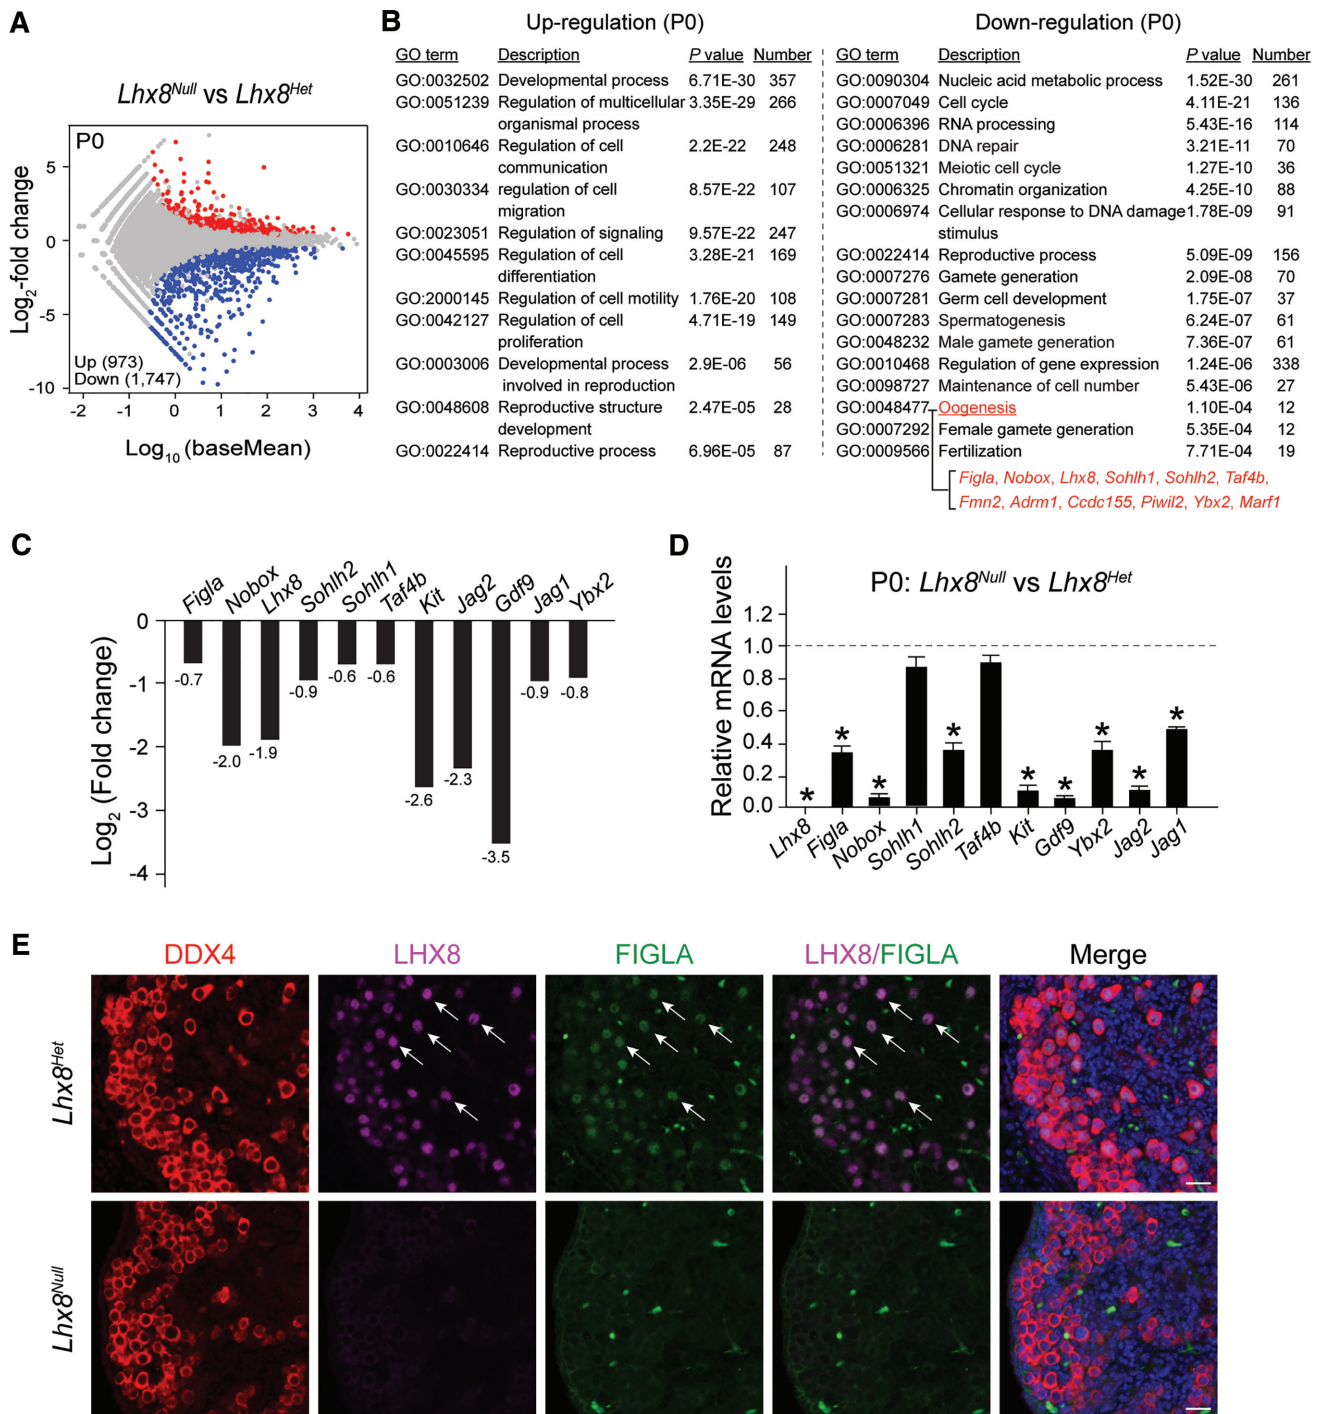 A
Lhx8Null vs Lhx8Het
P0
Log2-fold change
5
0
-5
-10
Up (973)
Down (1,747)
-2 -1 0 1 2 3 4
Log10 (baseMean)
B
Up-regulation (P0)
GO term Description P value Number
GO:0032502 Developmental process 6.71E-30 357
GO:0051239 Regulation of multicellular 3.35E-29 266
organismal process
GO:0010646 Regulation of cell 2.2E-22 248
communication
GO:0030334 regulation of cell 8.57E-22 107
migration
GO:0023051 Regulation of signaling 9.57E-22 247
GO:0045595 Regulation of cell 3.28E-21 169
differentiation
GO:2000145 Regulation of cell motility 1.76E-20 108
GO:0042127 Regulation of cell 4.71E-19 149
proliferation
GO:0003006 Developmental process 2.9E-06 56
involved in reproduction
GO:0048608 Reproductive structure 2.47E-05 28
development
GO:0022414 Reproductive process 6.96E-05 87
Down-regulation (P0)
GO term Description P value Number
GO:0090304 Nucleic acid metabolic process 1.52E-30 261
GO:0007049 Cell cycle 4.11E-21 136
GO:0006396 RNA processing 5.43E-16 114
GO:0006281 DNA repair 3.21E-11 70
GO:0051321 Meiotic cell cycle 1.27E-10 36
GO:0006325 Chromatin organization 4.25E-10 88
GO:0006974 Cellular response to DNA damage 1.78E-09 91
stimulus
GO:0022414 Reproductive process 5.09E-09 156
GO:0007276 Gamete generation 2.09E-08 70
GO:0007281 Germ cell development 1.75E-07 37
GO:0007283 Spermatogenesis 6.24E-07 61
GO:0048232 Male gamete generation 7.36E-07 61
GO:0010468 Regulation of gene expression 1.24E-06 338
GO:0098727 Maintenance of cell number 5.43E-06 27
GO:0048477 Oogenesis 1.10E-04 12
GO:0007292 Female gamete generation 5.35E-04 12
GO:0009566 Fertilization 7.71E-04 19
Figla, Nobox, Lhx8, Sohlh1, Sohlh2, Taf4b,
Fmn2, Adrm1, Ccdc155, Piwil2, Ybx2, Marf1
C
Figla Nobox Lhx8 Sohlh2 Sohlh1 Taf4b Kit Jag2 Gdf9 Jag1 Ybx2
Log2 (Fold change)
0
-1
-2
-3
-4
-0.7 -2.0 -1.9 -0.9 -0.6 -0.6 -2.6 -2.3 -3.5 -0.9 -0.8
D
P0: Lhx8Null vs Lhx8Het
Relative mRNA levels
1.2
1.0
0.8
0.6
0.4
0.2
0.0
* * * * * * * * *
Lhx8 Figla Nobox Sohlh1 Sohlh2 Taf4b Kit Gdf9 Ybx2 Jag2 Jag1
E
DDX4 LHX8 FIGLA LHX8/FIGLA Merge
Lhx8Het
Lhx8Null